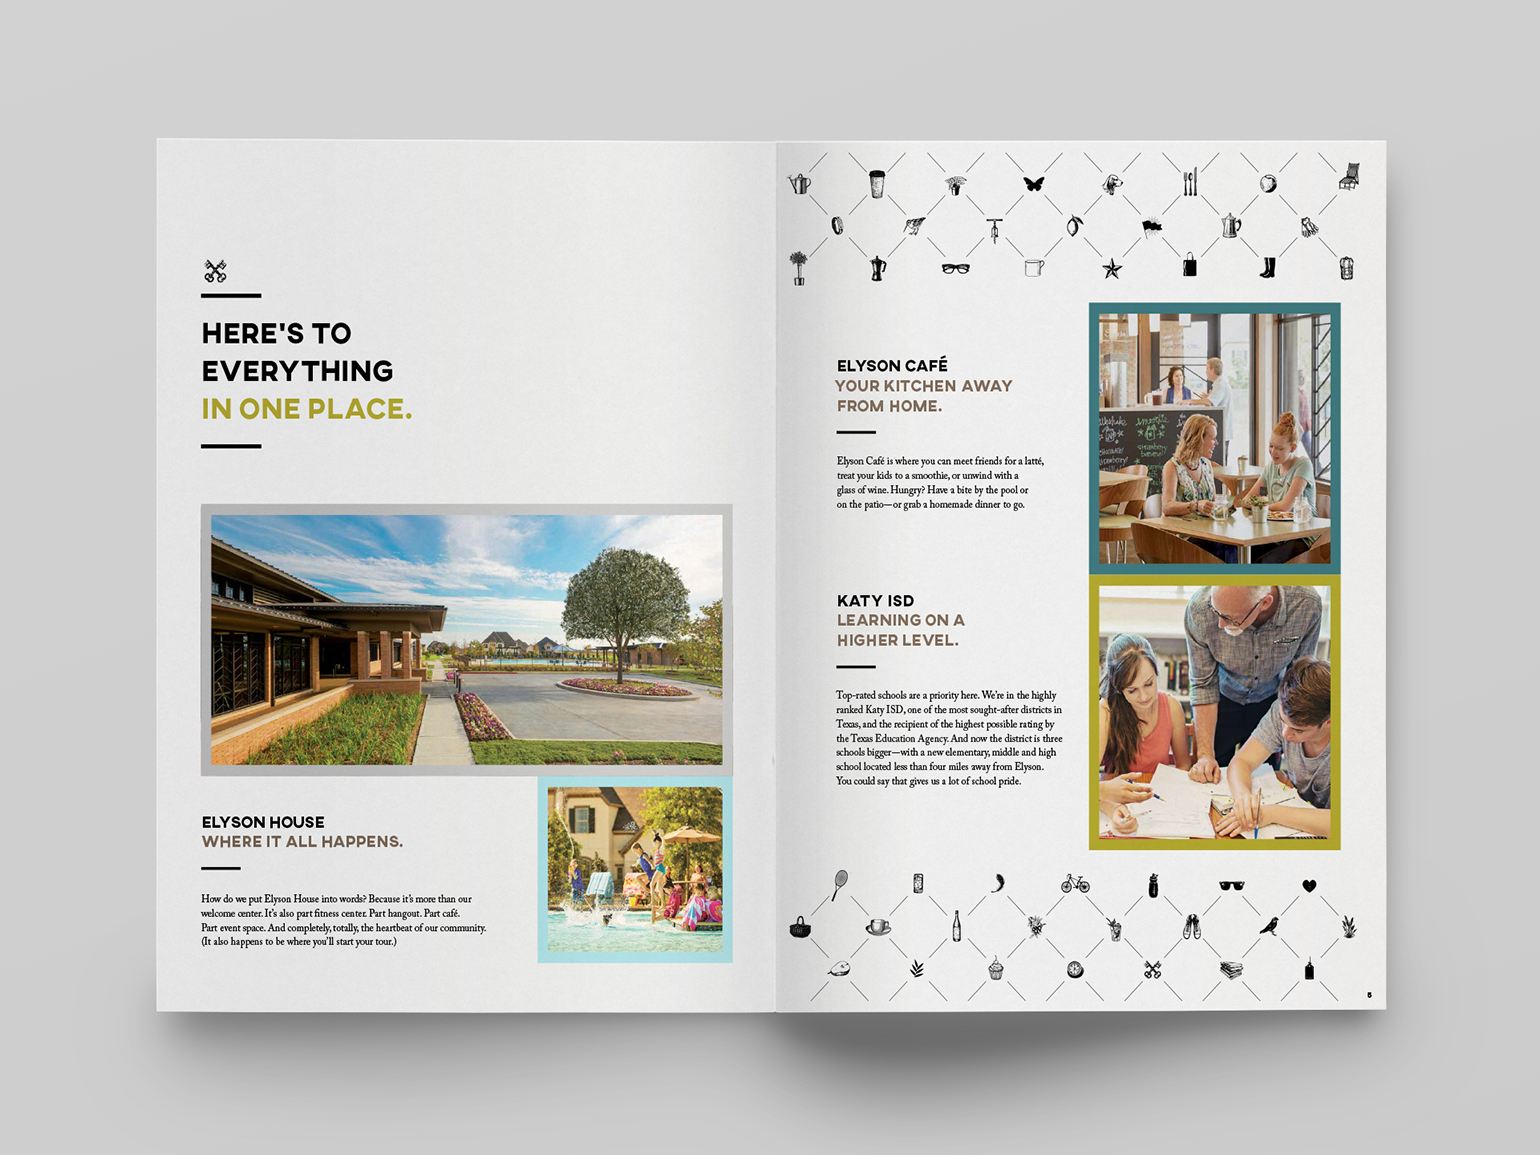 HERE'S TO
EVERYTHING
IN ONE PLACE.
ELYSON HOUSE
WHERE IT ALL HAPPENS.
How do we put Elyson House into words? Because it's more than our
welcome center. It's also part fitness center. Part hangout. Part café.
Part event space. And completely, totally, the heartbeat of our community.
(It also happens to be where you'll start your tour.)
ELYSON CAFÉ
YOUR KITCHEN AWAY
FROM HOME.
Elyson Café is where you can meet friends for a latté,
treat your kids to a smoothie, or unwind with a
glass of wine. Hungry? Have a bite by the pool or
on the patio—or grab a homemade dinner to go.
KATY ISD
LEARNING ON A
HIGHER LEVEL.
Top-rated schools are a priority here. We're in the highly
ranked Katy ISD, one of the most sought-after districts in
Texas, and the recipient of the highest possible rating by
the Texas Education Agency. And now the district is three
schools bigger—with a new elementary, middle and high
school located less than four miles away from Elyson.
You could say that gives us a lot of school pride.
5